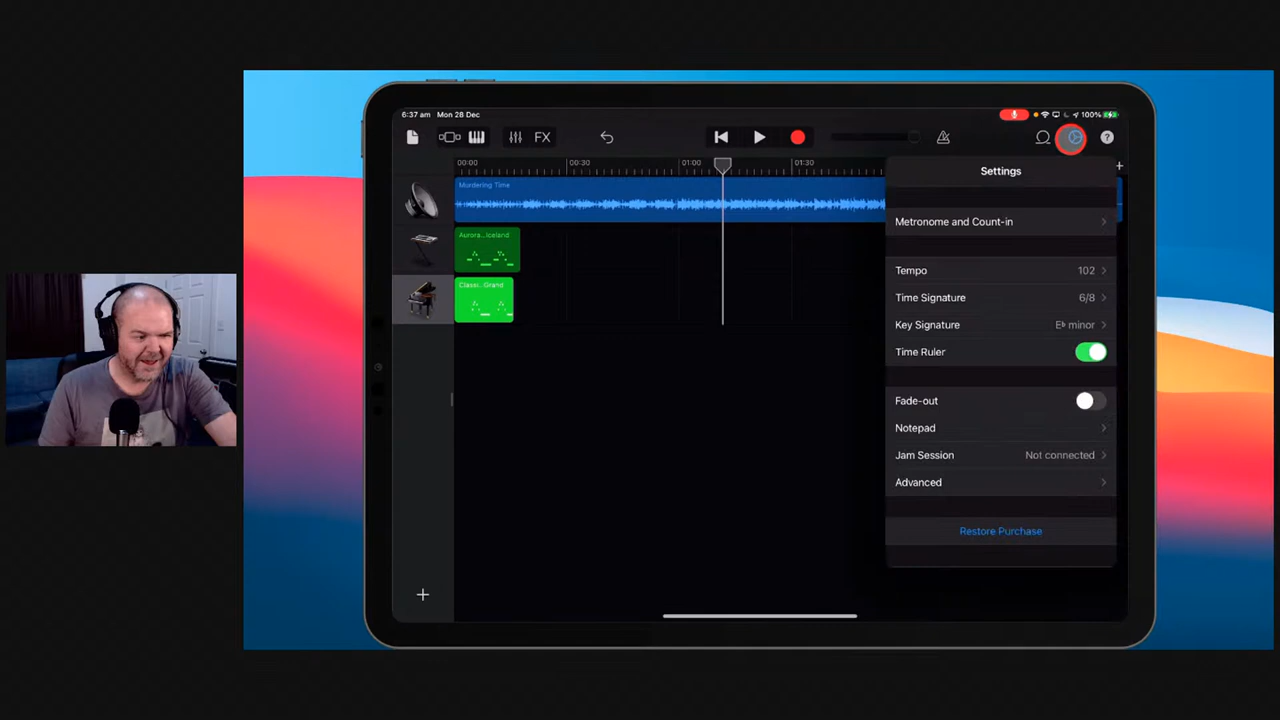 6:37 am Mon 28 Dec
100%
FX
?
00:00 00:30 01:00 01:30
Settings
Murdering Time
Metronome and Count-in
Aurora...Iceland
Tempo 102
Classi...Grand
Time Signature 6/8
Key Signature E♭ minor
Time Ruler
Fade-out
Notepad
Jam Session Not connected
Advanced
Restore Purchase